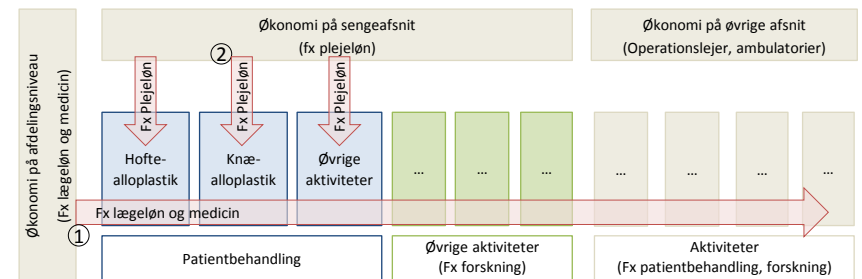 Økonomi på afdelingsniveau
(Fx lægeløn og medicin)
Økonomi på sengeafsnit
(fx plejeløn)
Økonomi på øvrige afsnit
(Operationslejer, ambulatorier)
2
Fx Plejeløn
Fx Plejeløn
Fx Plejeløn
Hofte-
alloplastik
Knæ-
alloplastik
Øvrige
aktiviteter
...
...
...
...
...
...
...
Fx lægeløn og medicin
1
Patientbehandling
Øvrige aktiviteter
(Fx forskning)
Aktiviteter
(Fx patientbehandling, forskning)